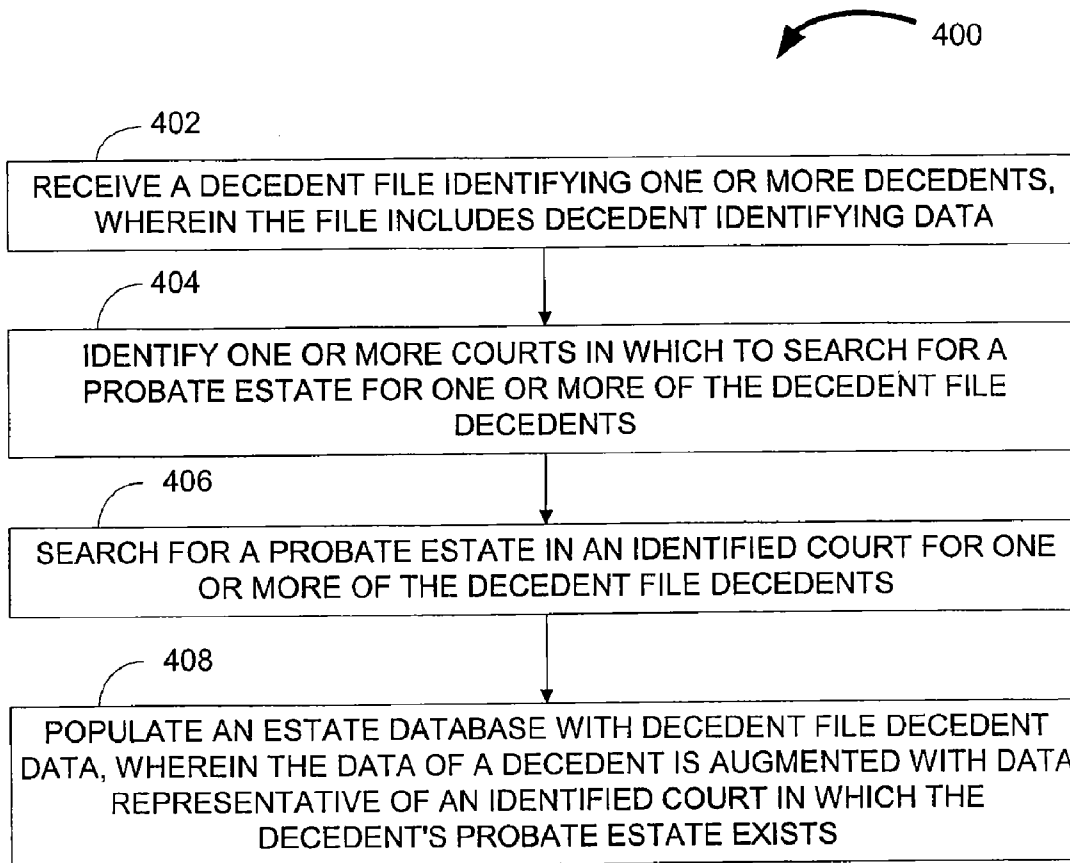 400
402
RECEIVE A DECEDENT FILE IDENTIFYING ONE OR MORE DECEDENTS,
WHEREIN THE FILE INCLUDES DECEDENT IDENTIFYING DATA
404
IDENTIFY ONE OR MORE COURTS IN WHICH TO SEARCH FOR A
PROBATE ESTATE FOR ONE OR MORE OF THE DECEDENT FILE
DECEDENTS
406
SEARCH FOR A PROBATE ESTATE IN AN IDENTIFIED COURT FOR ONE
OR MORE OF THE DECEDENT FILE DECEDENTS
408
POPULATE AN ESTATE DATABASE WITH DECEDENT FILE DECEDENT
DATA, WHEREIN THE DATA OF A DECEDENT IS AUGMENTED WITH DATA
REPRESENTATIVE OF AN IDENTIFIED COURT IN WHICH THE
DECEDENT'S PROBATE ESTATE EXISTS